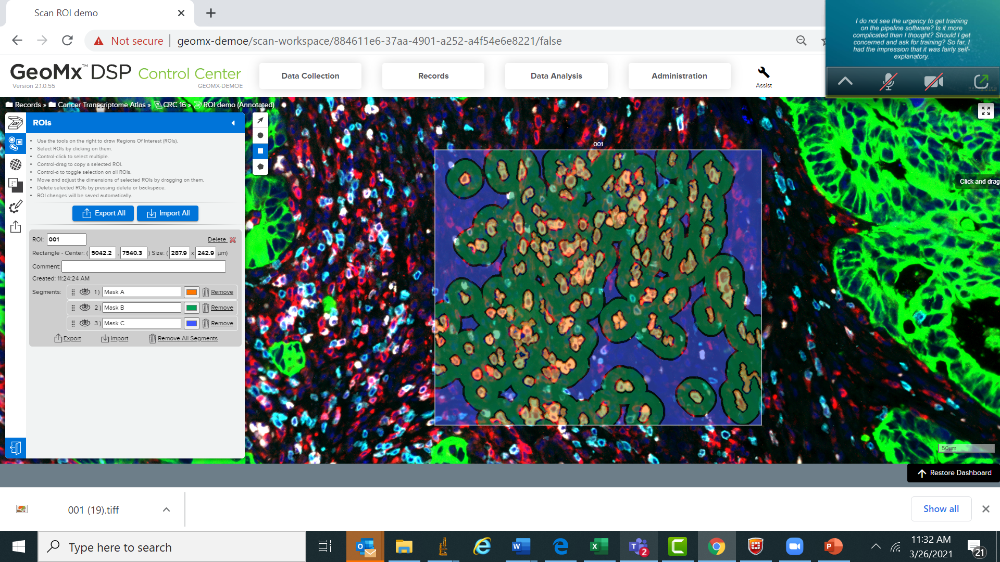 Scan ROI demo
Not secure
geomx-demoe/scan-workspace/884611e6-37aa-4901-a252-a4f54e6e8221/false
I do not see the urgency to get training
on the pipeline software? Is it more
complicated than I thought? Should I get
concerned and ask for training? So far, I
had the impression that it was fairly self-
explanatory.
GeoMx™ DSP Control Center
Version 2.1.0.55
GEOMX-DEMOE
Data Collection
Records
Data Analysis
Administration
Assist
Records » Cancer Transcriptome Atlas » CRC 16 » ROI demo (Annotated)
ROIs
• Use the tools on the right to draw Regions Of Interest (ROIs).
• Select ROIs by clicking on them.
• Control-click to select multiple.
• Control-drag to copy a selected ROI.
• Control-a to toggle selection on all ROIs.
• Move and adjust the dimensions of selected ROIs by dragging on them.
• Delete selected ROIs by pressing delete or backspace.
• ROI changes will be saved automatically.
Export All
Import All
ROI: 001
Delete
Rectangle - Center: ( 5042.2 , 7540.3 ) Size: ( 287.9 x 242.9 µm)
Comment:
Created: 11:24:24 AM
Segments:
1 ) Mask A Remove
2 ) Mask B Remove
3 ) Mask C Remove
Export
Import
Remove All Segments
001
Click and drag
50µm
Restore Dashboard
001 (19).tiff
Show all
Type here to search
2
11:32 AM
3/26/2021
21